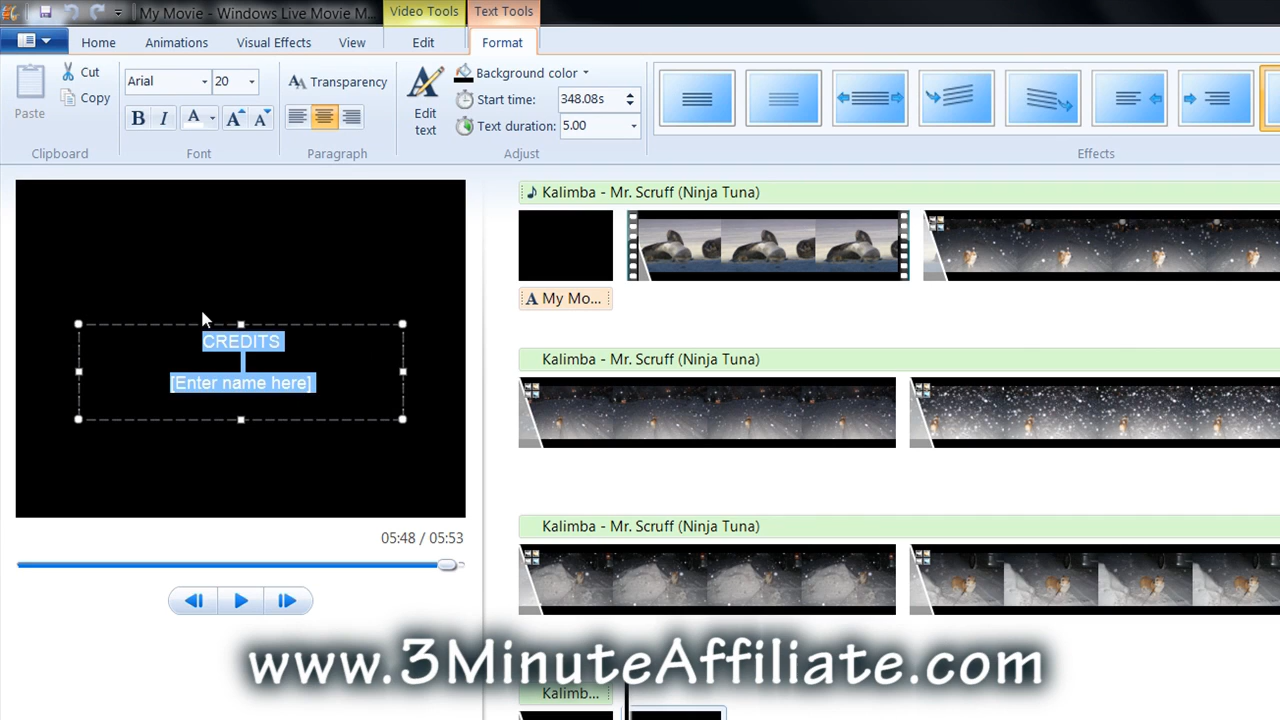 My Movie - Windows Live Movie M...
Video Tools
Text Tools
Home
Animations
Visual Effects
View
Edit
Format
Paste
Cut
Copy
Clipboard
Arial
20
B I A A A
Font
Transparency
Paragraph
Edit text
Background color
Start time: 348.08s
Text duration: 5.00
Adjust
Effects
CREDITS
[Enter name here]
05:48 / 05:53
Kalimba - Mr. Scruff (Ninja Tuna)
A My Mo...
Kalimba - Mr. Scruff (Ninja Tuna)
Kalimba - Mr. Scruff (Ninja Tuna)
Kalimb...
www.3MinuteAffiliate.com